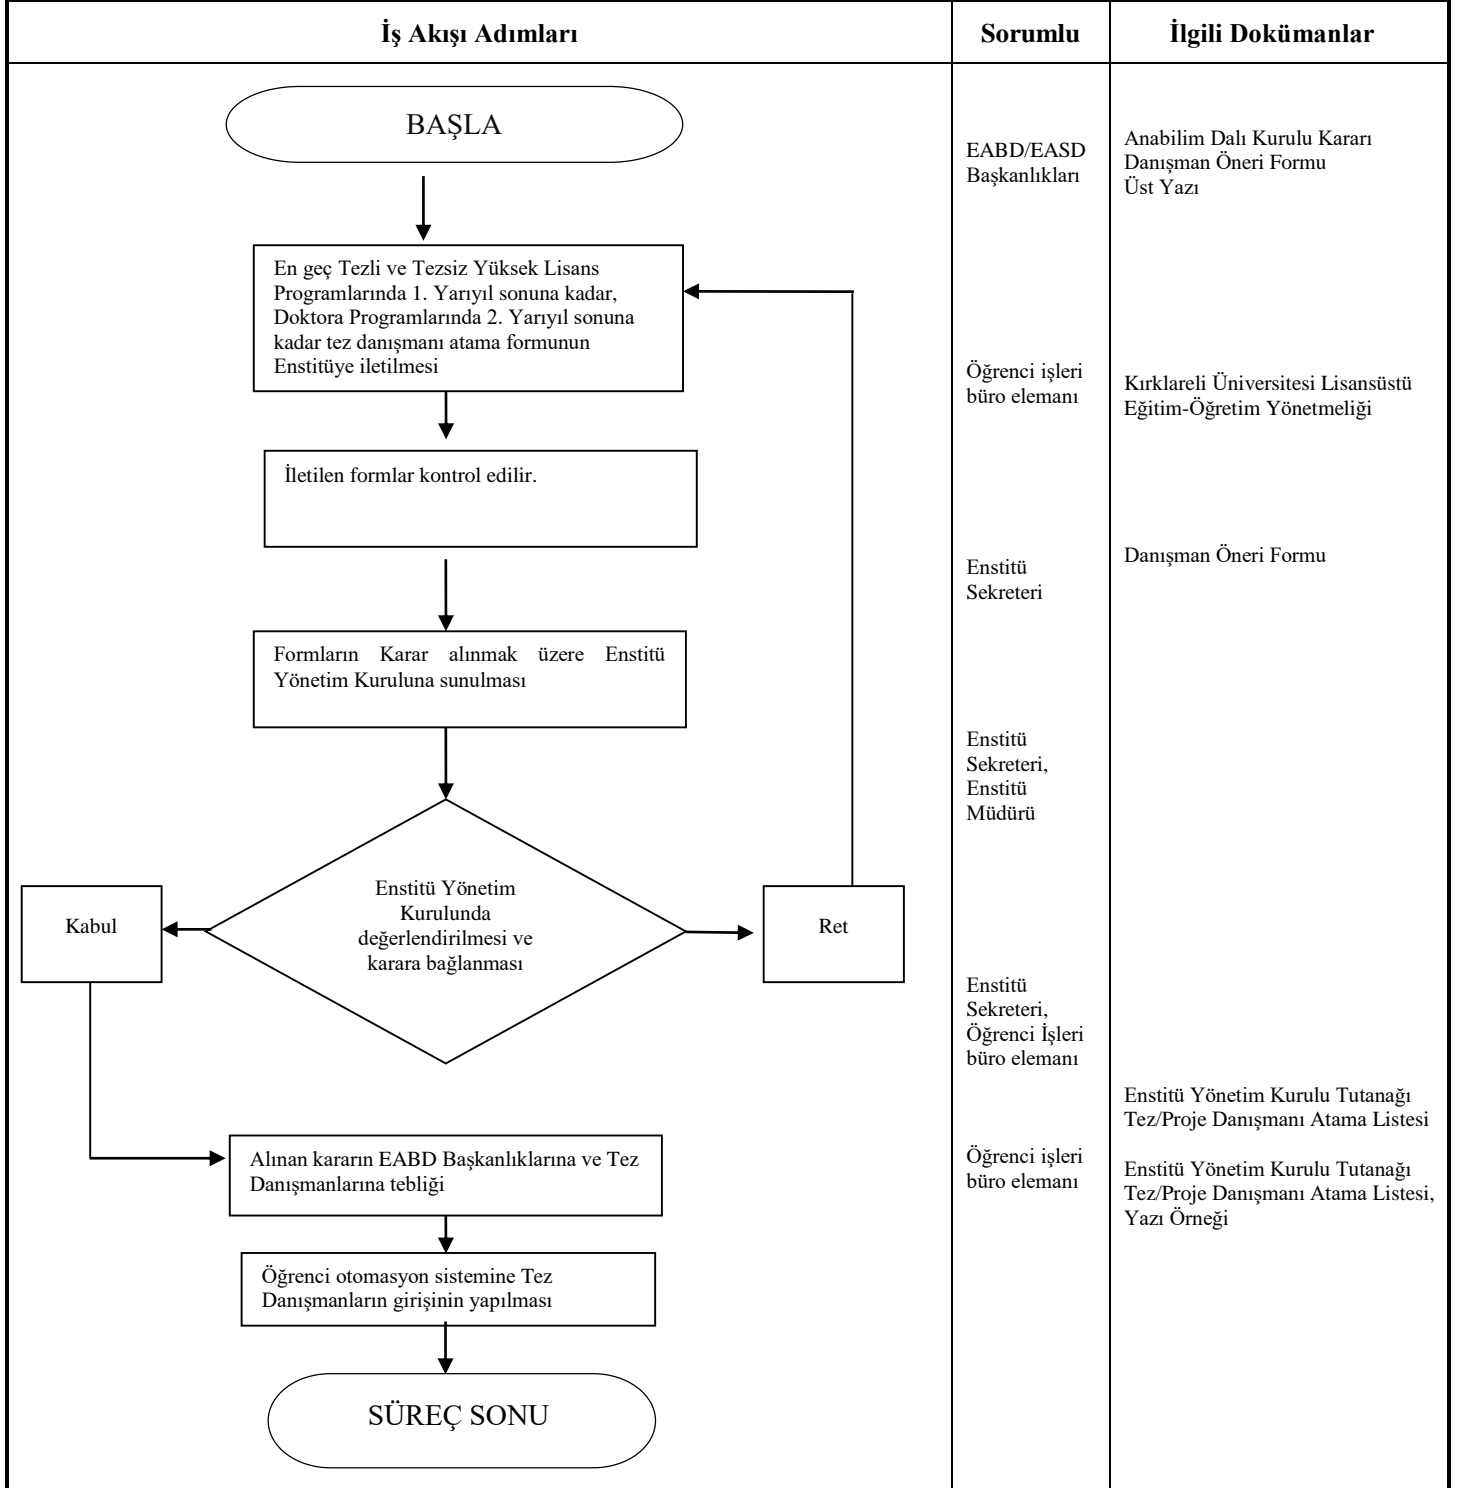 İş Akışı Adımları
Sorumlu
İlgili Dokümanlar
BAŞLA
En geç Tezli ve Tezsiz Yüksek Lisans
Programlarında 1. Yarıyıl sonuna kadar,
Doktora Programlarında 2. Yarıyıl sonuna
kadar tez danışmanı atama formunun
Enstitüye iletilmesi
İletilen formlar kontrol edilir.
Formların Karar alınmak üzere Enstitü
Yönetim Kuruluna sunulması
Enstitü Yönetim
Kurulunda
değerlendirilmesi ve
karara bağlanması
Kabul
Ret
Alınan kararın EABD Başkanlıklarına ve Tez
Danışmanlarına tebliği
Öğrenci otomasyon sistemine Tez
Danışmanların girişinin yapılması
SÜREÇ SONU
EABD/EASD
Başkanlıkları
Öğrenci işleri
büro elemanı
Enstitü
Sekreteri
Enstitü
Sekreteri,
Enstitü
Müdürü
Enstitü
Sekreteri,
Öğrenci İşleri
büro elemanı
Öğrenci işleri
büro elemanı
Anabilim Dalı Kurulu Kararı
Danışman Öneri Formu
Üst Yazı
Kırklareli Üniversitesi Lisansüstü
Eğitim-Öğretim Yönetmeliği
Danışman Öneri Formu
Enstitü Yönetim Kurulu Tutanağı
Tez/Proje Danışmanı Atama Listesi
Enstitü Yönetim Kurulu Tutanağı
Tez/Proje Danışmanı Atama Listesi,
Yazı Örneği